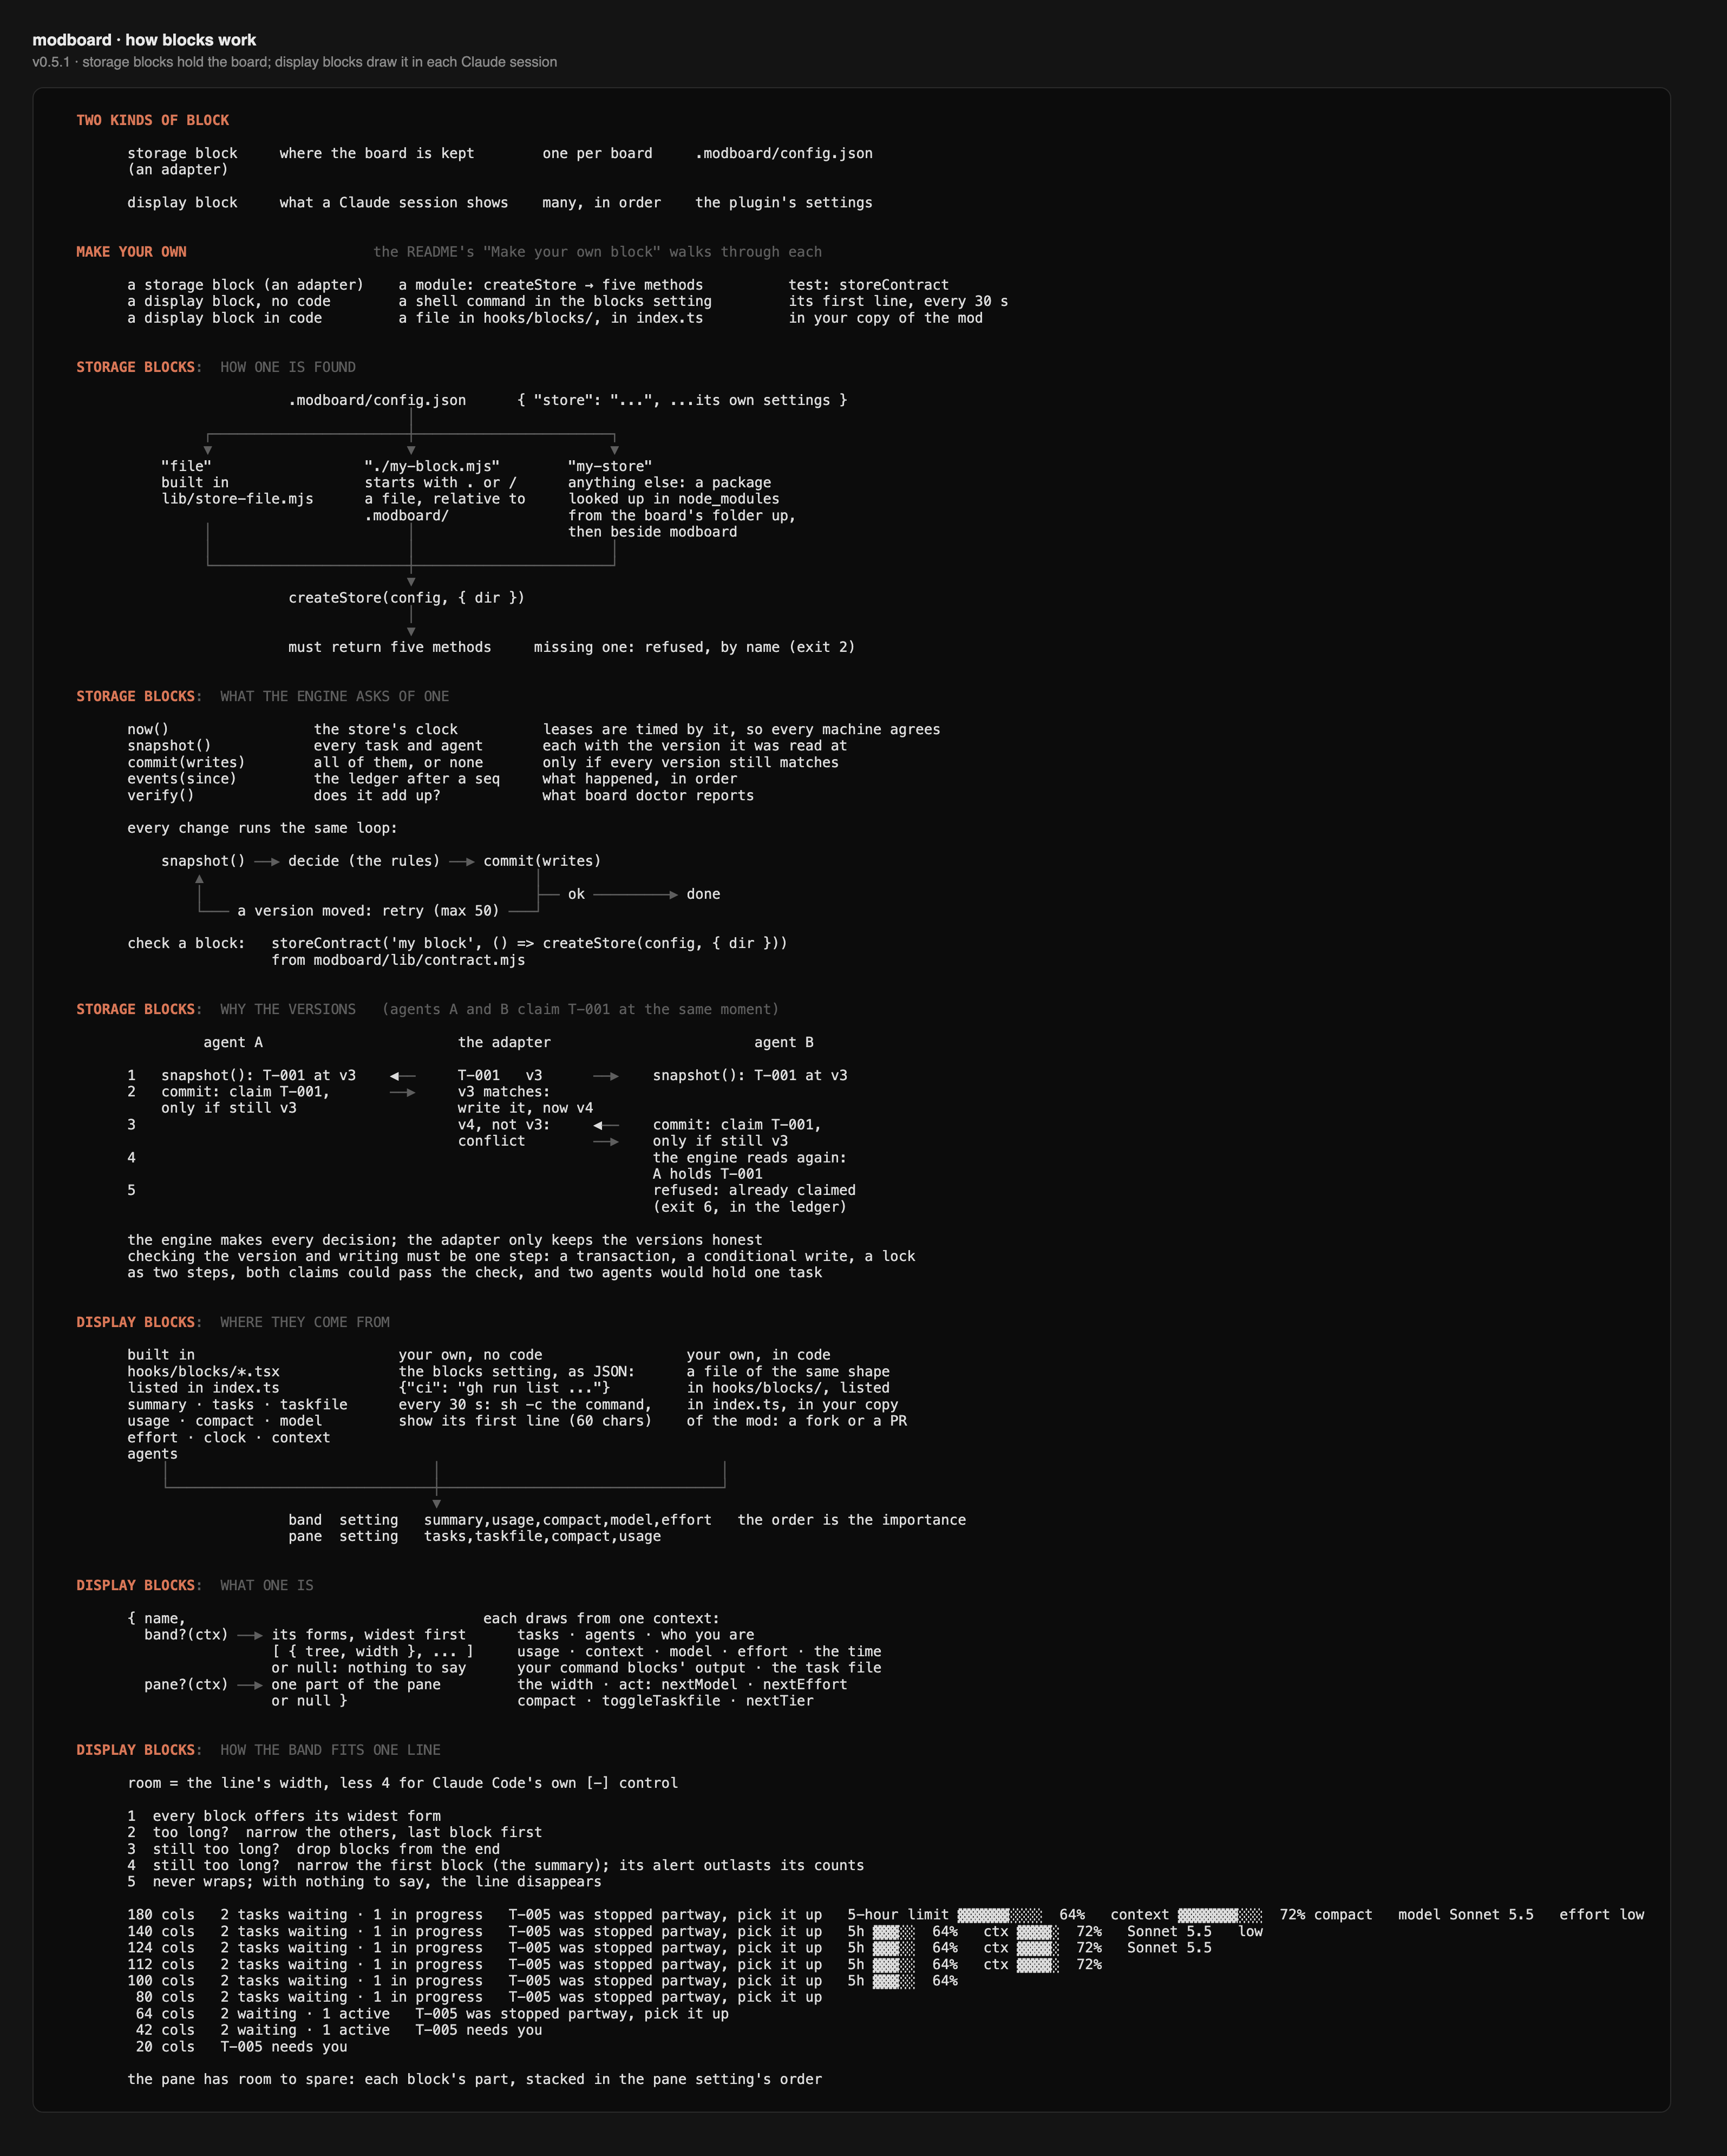 modboard · how blocks work
v0.5.1 · storage blocks hold the board; display blocks draw it in each Claude session
TWO KINDS OF BLOCK
storage block where the board is kept one per board .modboard/config.json
(an adapter)
display block what a Claude session shows many, in order the plugin's settings
MAKE YOUR OWN the README's "Make your own block" walks through each
a storage block (an adapter) a module: createStore → five methods test: storeContract
a display block, no code a shell command in the blocks setting its first line, every 30 s
a display block in code a file in hooks/blocks/, in index.ts in your copy of the mod
STORAGE BLOCKS: HOW ONE IS FOUND
.modboard/config.json { "store": "...", ...its own settings }
"file" "./my-block.mjs" "my-store"
built in starts with . or / anything else: a package
lib/store-file.mjs a file, relative to looked up in node_modules
.modboard/ from the board's folder up,
then beside modboard
createStore(config, { dir })
must return five methods missing one: refused, by name (exit 2)
STORAGE BLOCKS: WHAT THE ENGINE ASKS OF ONE
now() the store's clock leases are timed by it, so every machine agrees
snapshot() every task and agent each with the version it was read at
commit(writes) all of them, or none only if every version still matches
events(since) the ledger after a seq what happened, in order
verify() does it add up? what board doctor reports
every change runs the same loop:
snapshot() → decide (the rules) → commit(writes)
ok → done
a version moved: retry (max 50)
check a block: storeContract('my block', () => createStore(config, { dir }))
from modboard/lib/contract.mjs
STORAGE BLOCKS: WHY THE VERSIONS (agents A and B claim T-001 at the same moment)
agent A the adapter agent B
1 snapshot(): T-001 at v3 ← T-001 v3 → snapshot(): T-001 at v3
2 commit: claim T-001, → v3 matches:
only if still v3 write it, now v4
3 v4, not v3: ← commit: claim T-001,
conflict → only if still v3
4 the engine reads again:
A holds T-001
5 refused: already claimed
(exit 6, in the ledger)
the engine makes every decision; the adapter only keeps the versions honest
checking the version and writing must be one step: a transaction, a conditional write, a lock
as two steps, both claims could pass the check, and two agents would hold one task
DISPLAY BLOCKS: WHERE THEY COME FROM
built in your own, no code your own, in code
hooks/blocks/*.tsx the blocks setting, as JSON: a file of the same shape
listed in index.ts {"ci": "gh run list ..."} in hooks/blocks/, listed
summary · tasks · taskfile every 30 s: sh -c the command, in index.ts, in your copy
usage · compact · model show its first line (60 chars) of the mod: a fork or a PR
effort · clock · context
agents
band setting summary,usage,compact,model,effort the order is the importance
pane setting tasks,taskfile,compact,usage
DISPLAY BLOCKS: WHAT ONE IS
{ name, each draws from one context:
band?(ctx) → its forms, widest first tasks · agents · who you are
[ { tree, width }, ... ] usage · context · model · effort · the time
or null: nothing to say your command blocks' output · the task file
pane?(ctx) → one part of the pane the width · act: nextModel · nextEffort
or null } compact · toggleTaskfile · nextTier
DISPLAY BLOCKS: HOW THE BAND FITS ONE LINE
room = the line's width, less 4 for Claude Code's own [-] control
1 every block offers its widest form
2 too long? narrow the others, last block first
3 still too long? drop blocks from the end
4 still too long? narrow the first block (the summary); its alert outlasts its counts
5 never wraps; with nothing to say, the line disappears
180 cols 2 tasks waiting · 1 in progress T-005 was stopped partway, pick it up 5-hour limit ▓▓▓▓▓▓░░░░ 64% context ▓▓▓▓▓▓▓░░░ 72% compact model Sonnet 5.5 effort low
140 cols 2 tasks waiting · 1 in progress T-005 was stopped partway, pick it up 5h ▓▓▓░░ 64% ctx ▓▓▓▓░ 72% Sonnet 5.5 low
124 cols 2 tasks waiting · 1 in progress T-005 was stopped partway, pick it up 5h ▓▓▓░░ 64% ctx ▓▓▓▓░ 72% Sonnet 5.5
112 cols 2 tasks waiting · 1 in progress T-005 was stopped partway, pick it up 5h ▓▓▓░░ 64% ctx ▓▓▓▓░ 72%
100 cols 2 tasks waiting · 1 in progress T-005 was stopped partway, pick it up 5h ▓▓▓░░ 64%
80 cols 2 tasks waiting · 1 in progress T-005 was stopped partway, pick it up
64 cols 2 waiting · 1 active T-005 was stopped partway, pick it up
42 cols 2 waiting · 1 active T-005 needs you
20 cols T-005 needs you
the pane has room to spare: each block's part, stacked in the pane setting's order